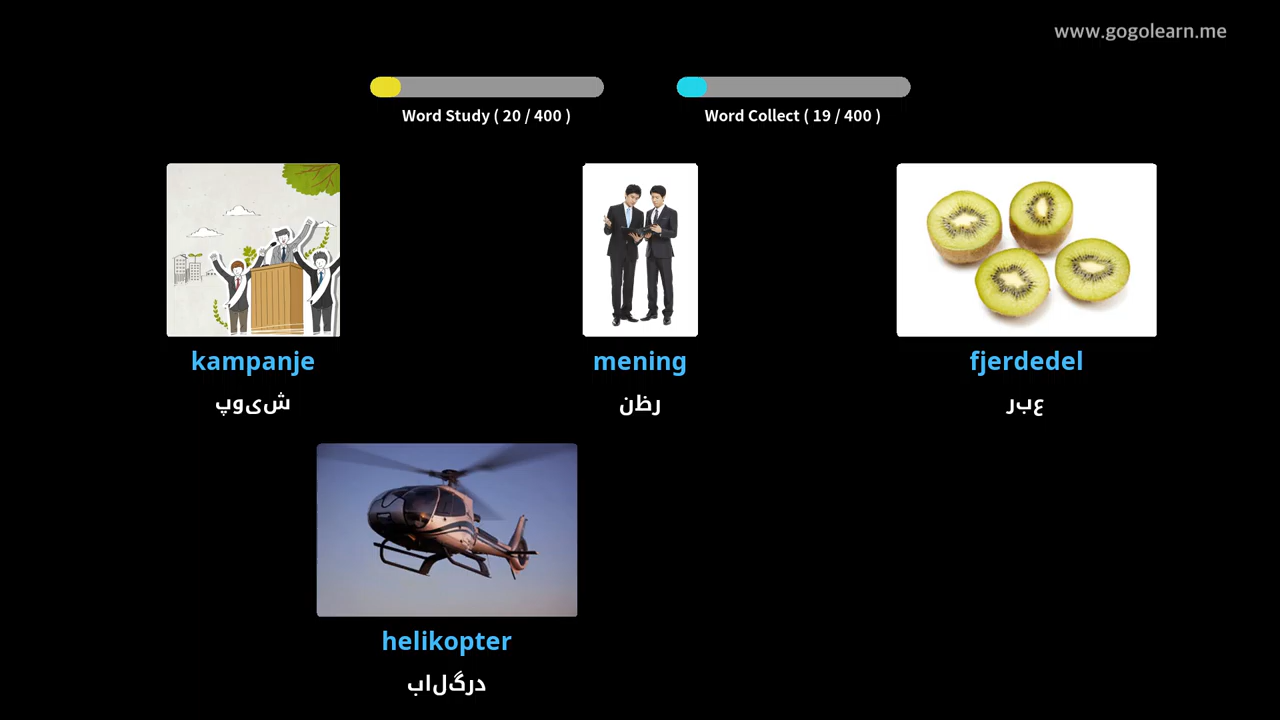 www.gogolearn.me
Word Study ( 20 / 400 )
Word Collect ( 19 / 400 )
kampanje
شیوپ
mening
رظن
fjerdedel
عبر
helikopter
درگلاب